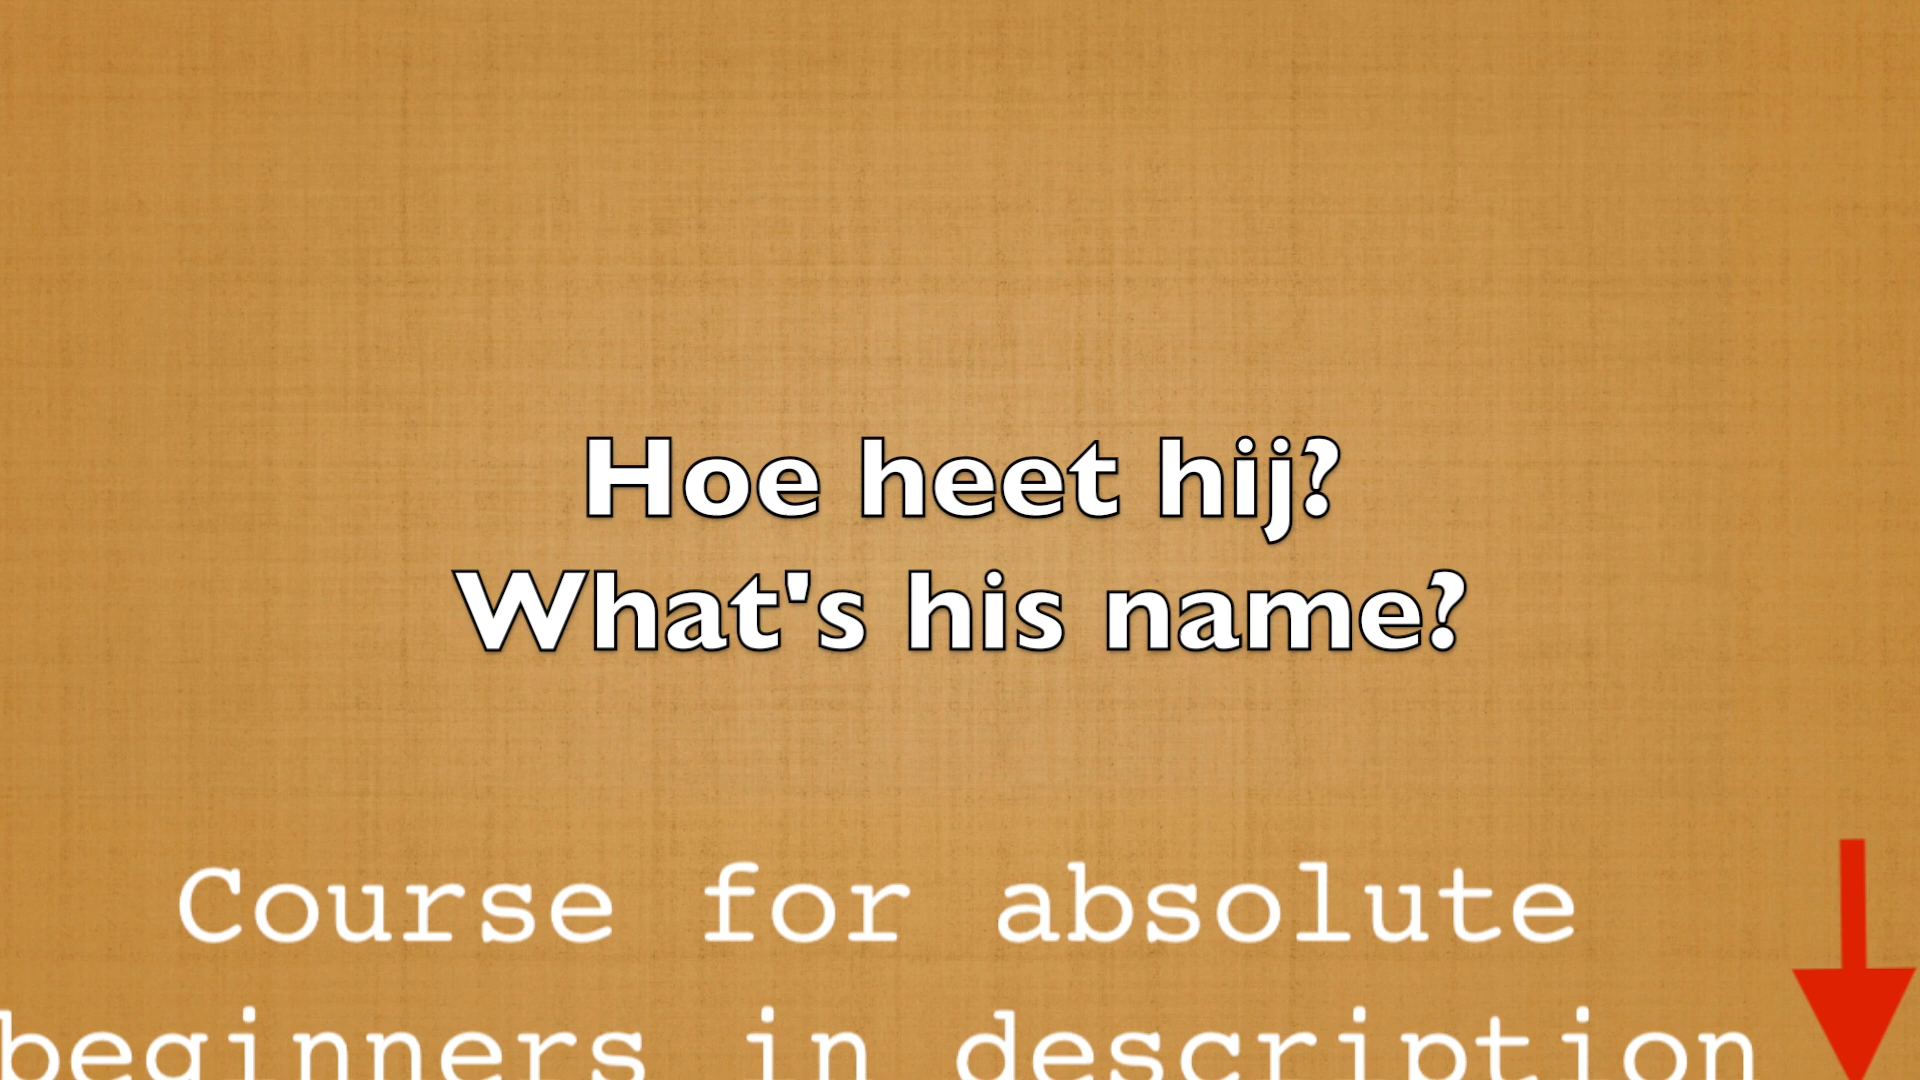 Hoe heet hij?
What's his name?
Course for absolute
beginners in description